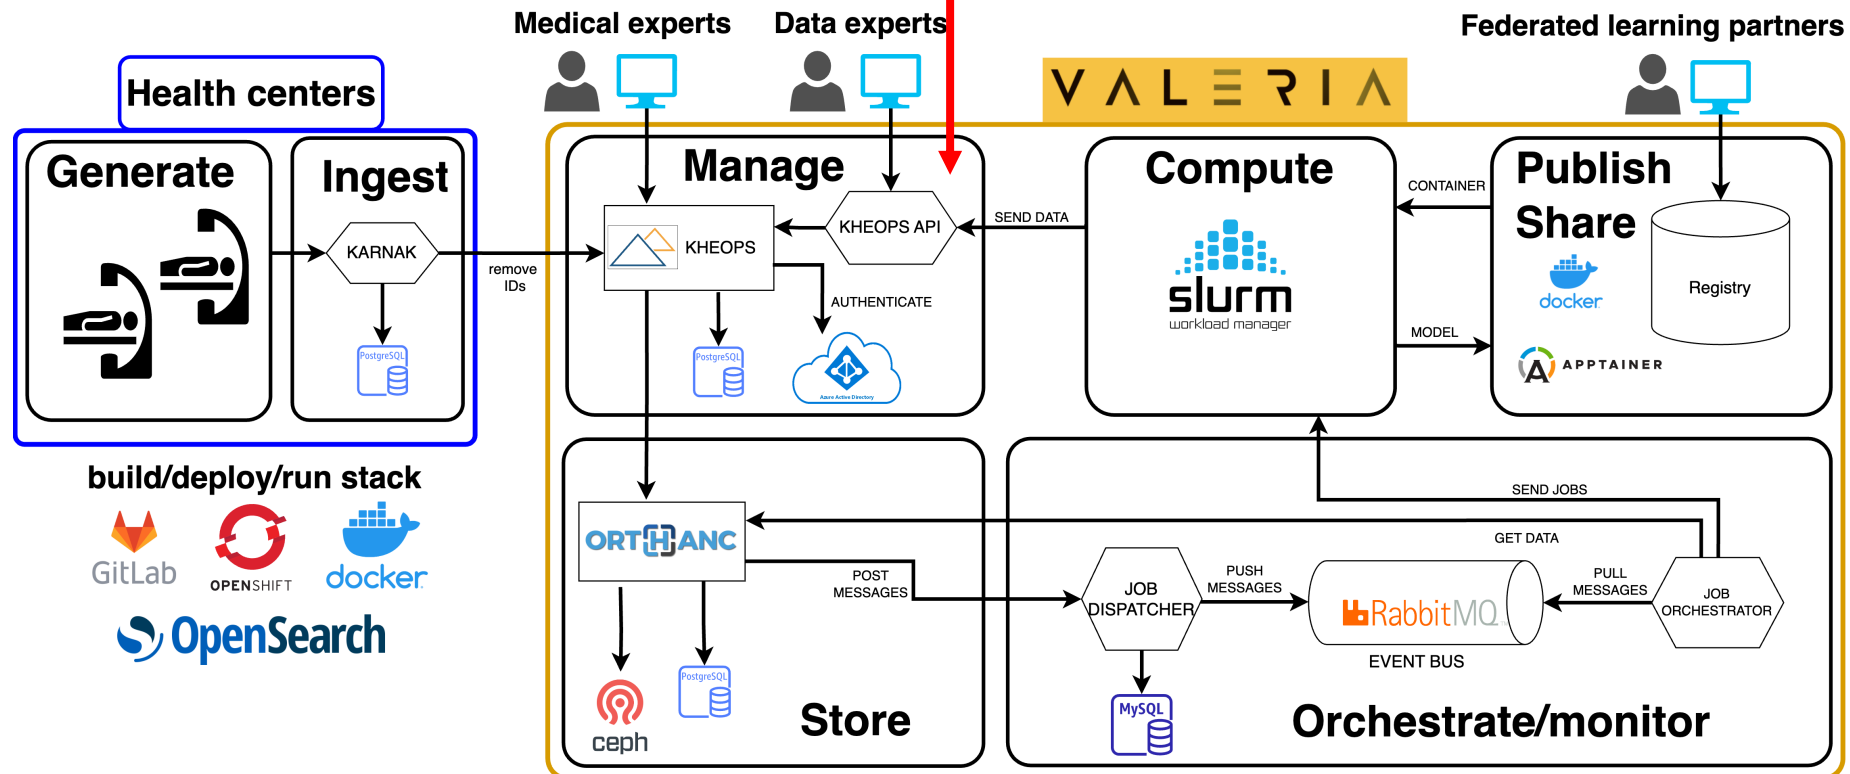 Medical experts
Data experts
Federated learning partners
Health centers
VALERIA
Generate
Ingest
Manage
Compute
Publish
Share
KARNAK
remove
IDs
KHEOPS
KHEOPS API
SEND DATA
CONTAINER
AUTHENTICATE
slurm
workload manager
docker
Registry
MODEL
APPTAINER
PostgreSQL
PostgreSQL
Azure Active Directory
build/deploy/run stack
GitLab
OPENSHIFT
docker
OpenSearch
ORTHANC
POST
MESSAGES
SEND JOBS
GET DATA
JOB
DISPATCHER
PUSH
MESSAGES
RabbitMQ
EVENT BUS
PULL
MESSAGES
JOB
ORCHESTRATOR
ceph
PostgreSQL
Store
MySQL
Orchestrate/monitor